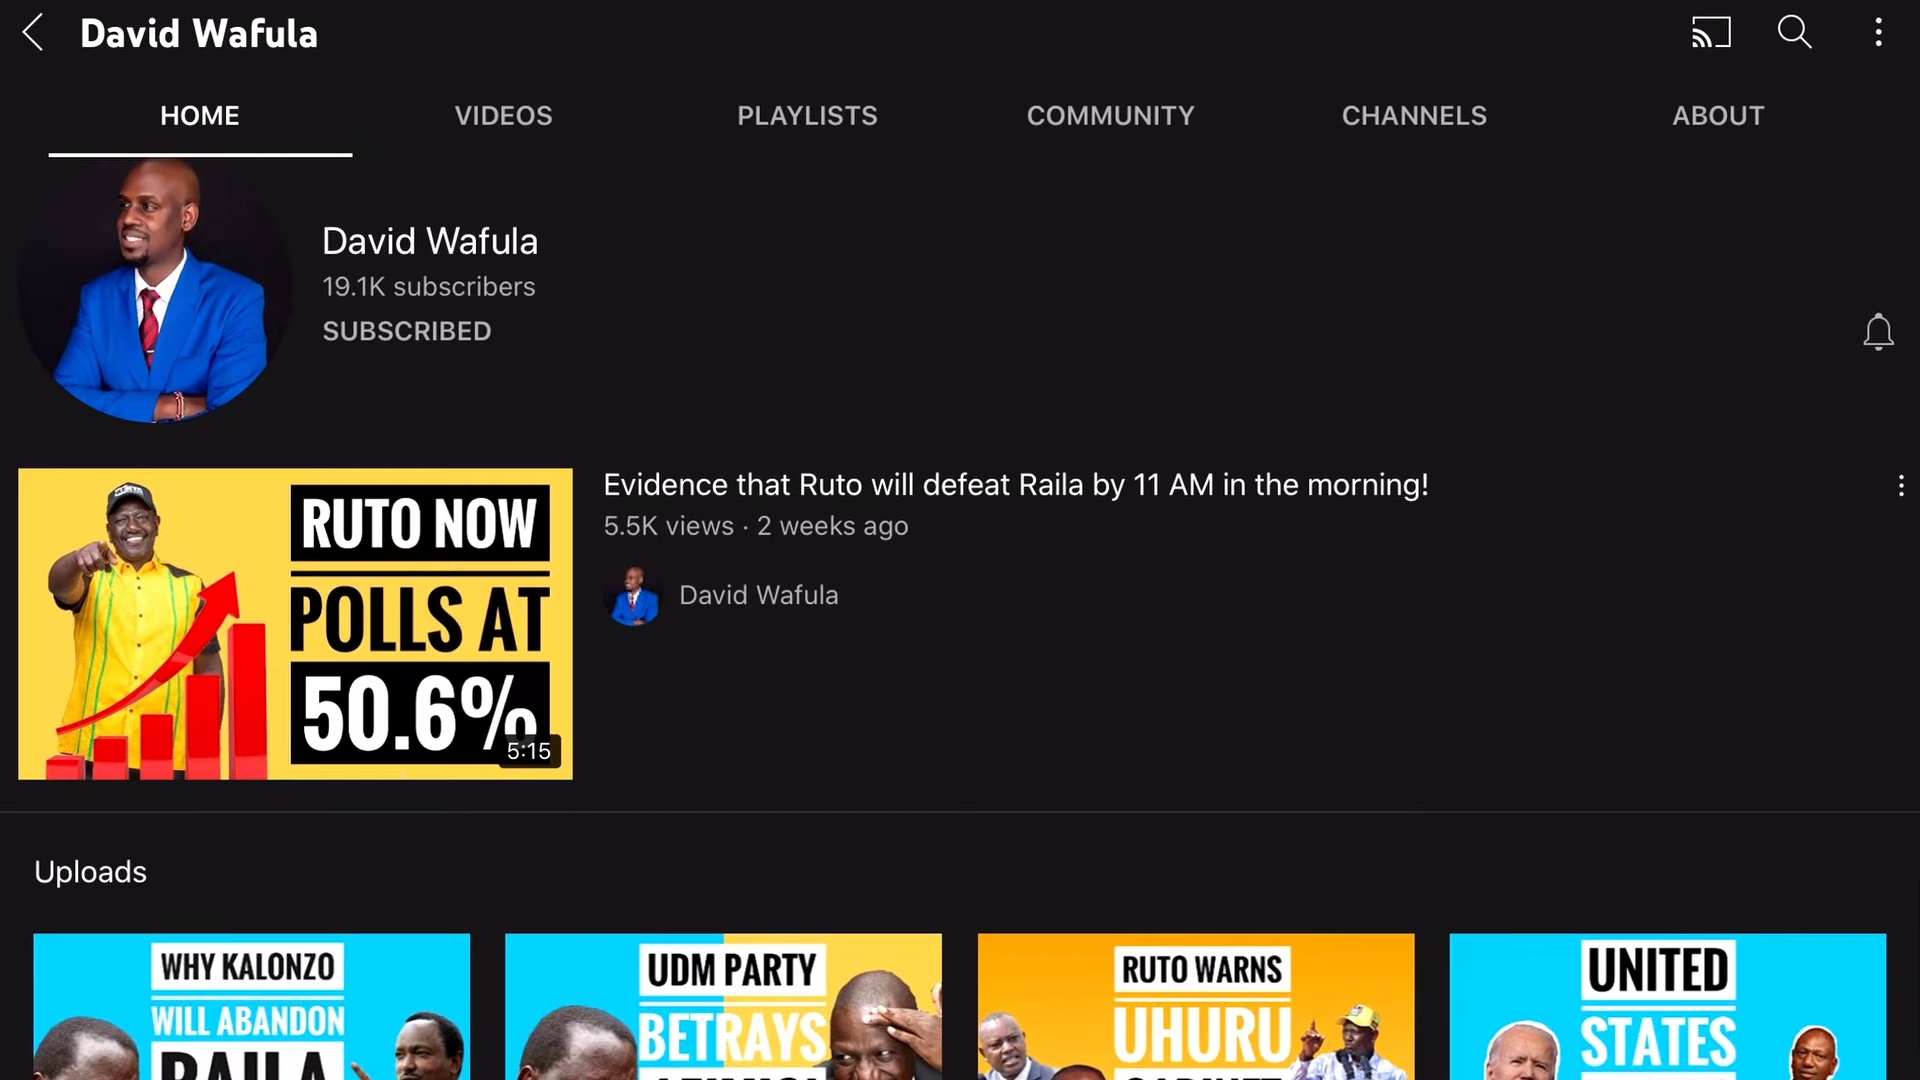 David Wafula
HOME
VIDEOS
PLAYLISTS
COMMUNITY
CHANNELS
ABOUT
David Wafula
19.1K subscribers
SUBSCRIBED
RUTO NOW
POLLS AT
50.6%
5:15
Evidence that Ruto will defeat Raila by 11 AM in the morning!
5.5K views · 2 weeks ago
David Wafula
Uploads
WHY KALONZO
WILL ABANDON
RAILA
UDM PARTY
BETRAYS
RUTO WARNS
UHURU
UNITED
STATES